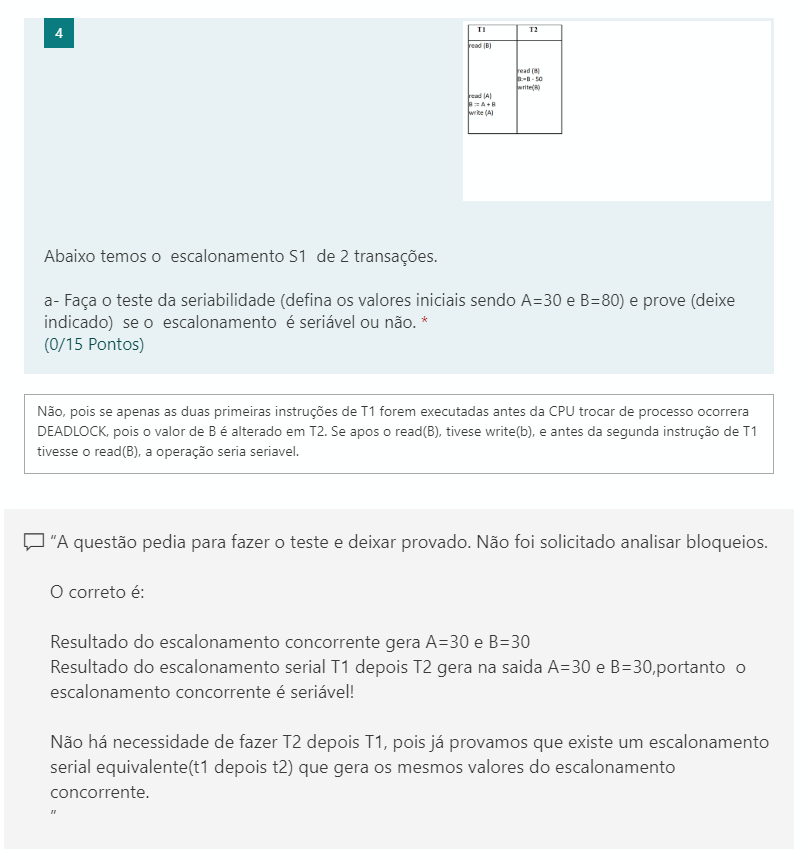 4
T1 T2
read (B)
read (B)
B:=B - 50
write(B)
read (A)
B := A + B
write (A)
Abaixo temos o escalonamento S1 de 2 transações.
a- Faça o teste da seriabilidade (defina os valores iniciais sendo A=30 e B=80) e prove (deixe
indicado) se o escalonamento é seriável ou não. *
(0/15 Pontos)
Não, pois se apenas as duas primeiras instruções de T1 forem executadas antes da CPU trocar de processo ocorrera
DEADLOCK, pois o valor de B é alterado em T2. Se apos o read(B), tivese write(b), e antes da segunda instrução de T1
tivesse o read(B), a operação seria seriavel.
“A questão pedia para fazer o teste e deixar provado. Não foi solicitado analisar bloqueios.
O correto é:
Resultado do escalonamento concorrente gera A=30 e B=30
Resultado do escalonamento serial T1 depois T2 gera na saida A=30 e B=30,portanto o
escalonamento concorrente é seriável!
Não há necessidade de fazer T2 depois T1, pois já provamos que existe um escalonamento
serial equivalente(t1 depois t2) que gera os mesmos valores do escalonamento
concorrente.
”